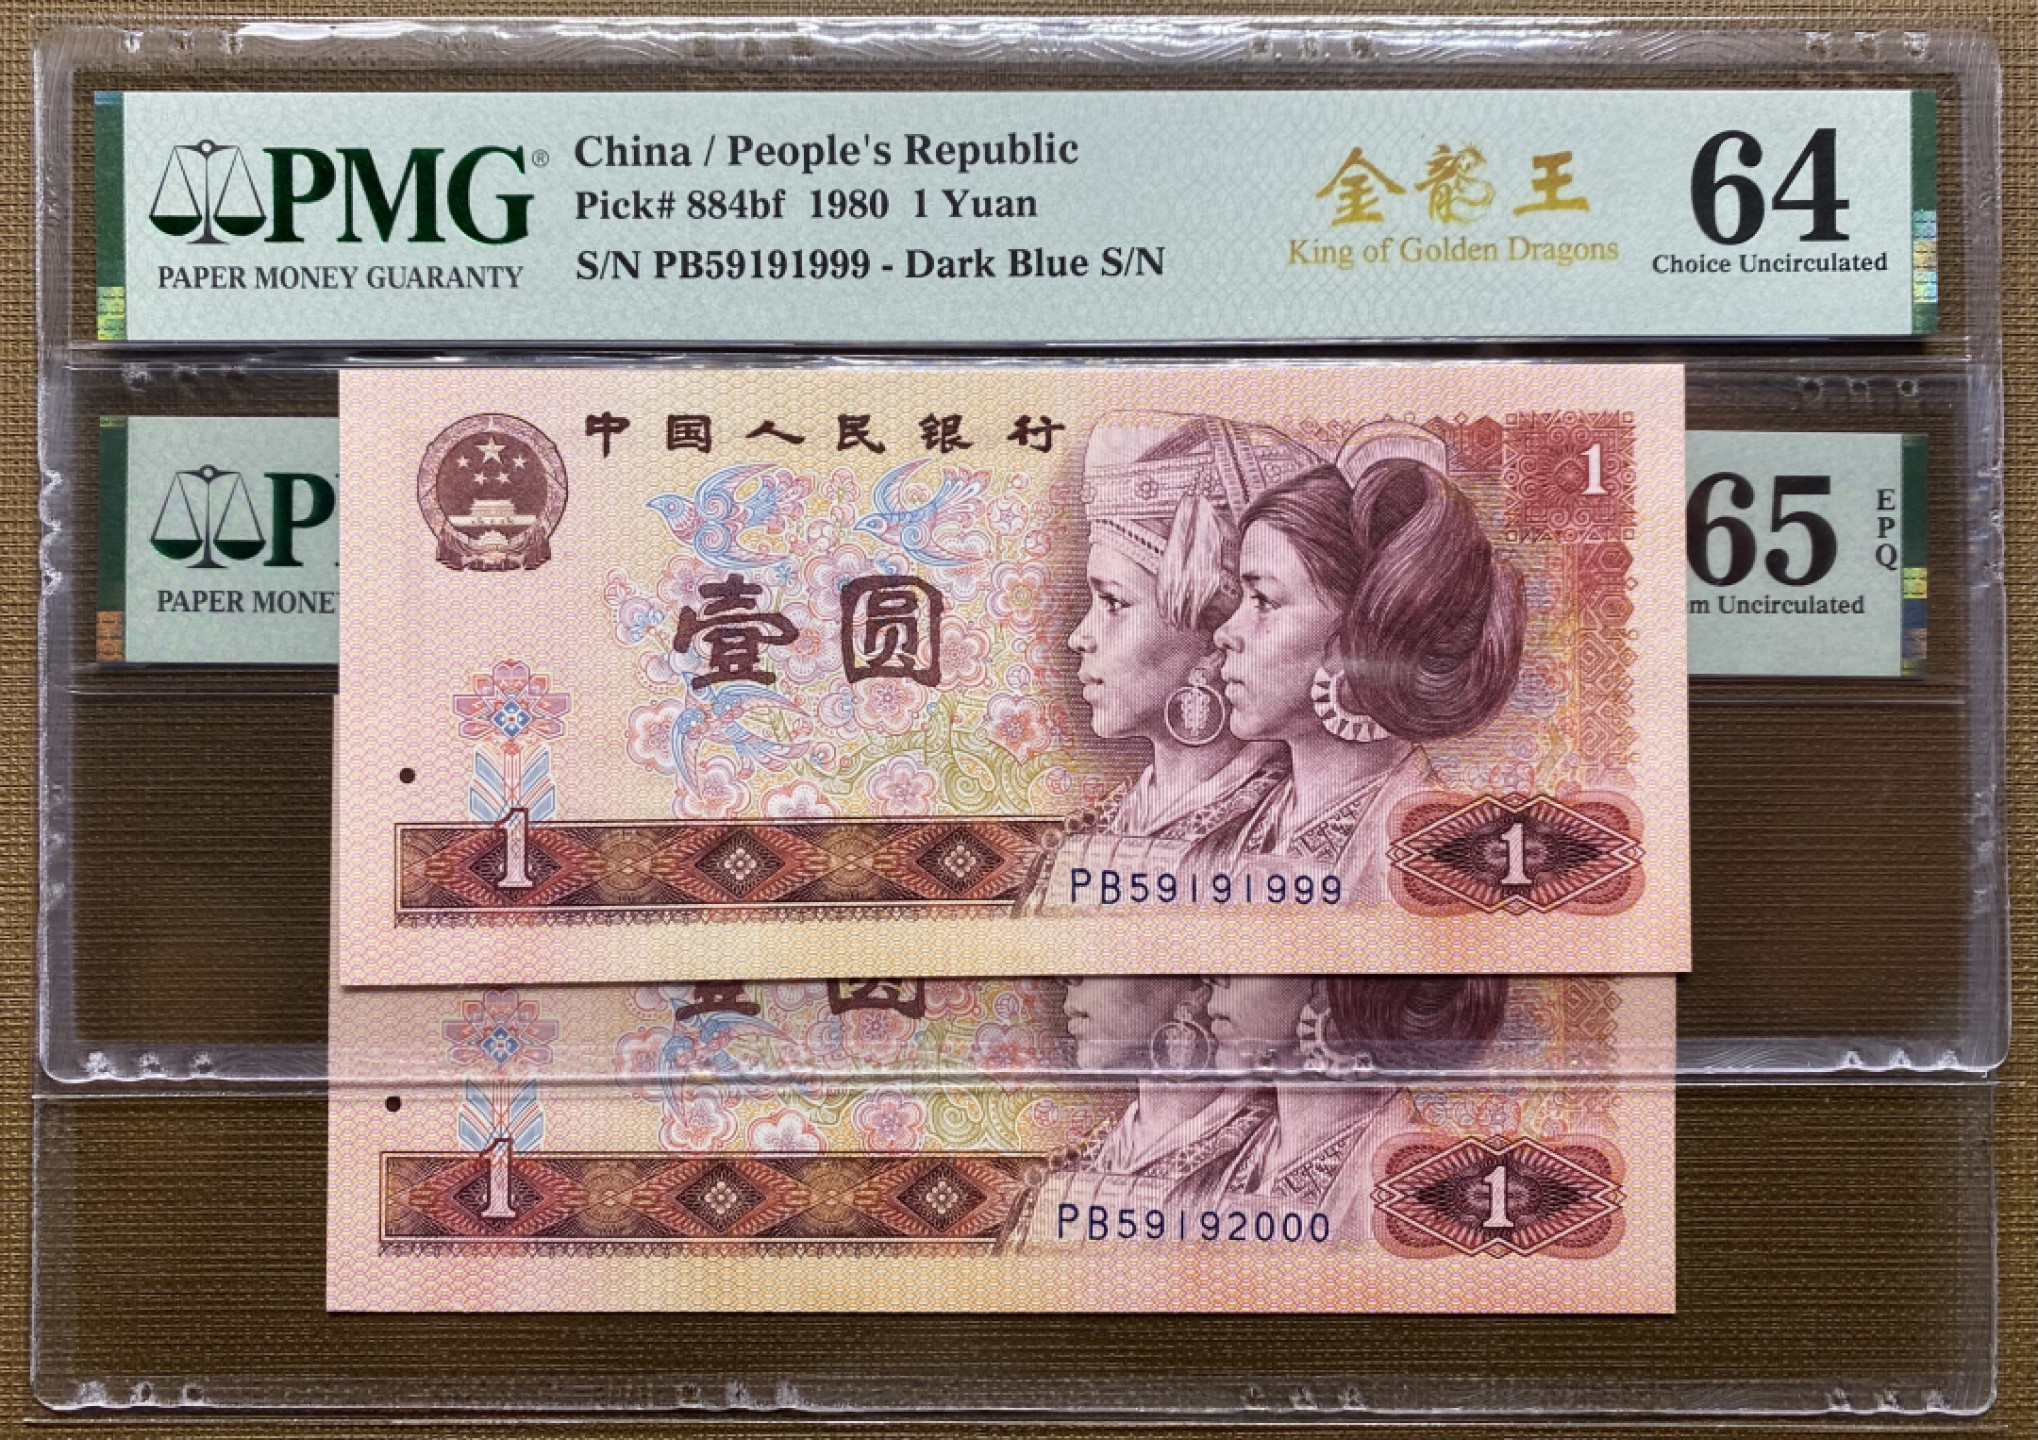 PMG®
PAPER MONEY GUARANTY
China / People's Republic
Pick# 884bf 1980 1 Yuan
S/N PB59191999 - Dark Blue S/N
金龍王
King of Golden Dragons
64
Choice Uncirculated
P
PAPER MONE
65
EPQ
m Uncirculated
中国人民银行
1
壹圆
1
1
PB59191999
壹圆
1
1
PB59192000